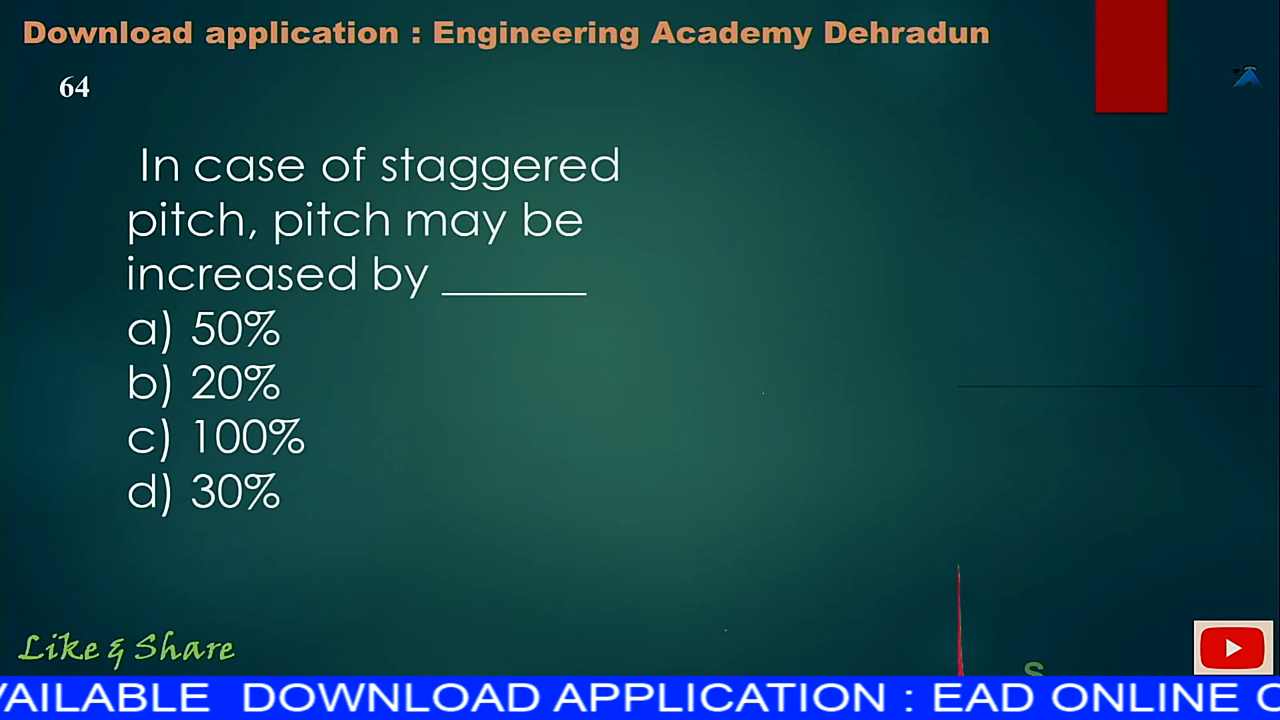 Download application : Engineering Academy Dehradun
64
In case of staggered
pitch, pitch may be
increased by ______
a) 50%
b) 20%
c) 100%
d) 30%
S
Like & Share
VAILABLE DOWNLOAD APPLICATION : EAD ONLINE C